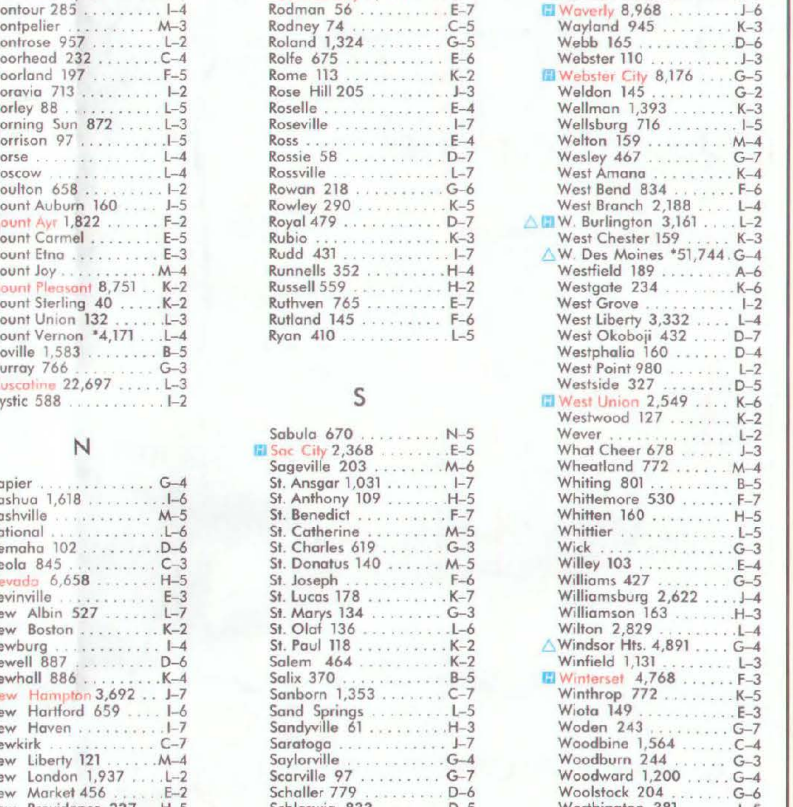 ontour 285 . . . . . . . . . I–4
ontpelier . . . . . . . . . M–3
ontrose 957 . . . . . . . . L–2
oorhead 232 . . . . . . . . C–4
oorland 197 . . . . . . . . F–5
oravia 713 . . . . . . . . . I–2
orley 88 . . . . . . . . . . L–5
orning Sun 872 . . . . . L–3
orrison 97 . . . . . . . . . I–5
orse . . . . . . . . . . . . L–4
oscow . . . . . . . . . . . L–4
oulton 658 . . . . . . . . . I–2
ount Auburn 160 . . . . . J–5
ount Ayr 1,822 . . . . . . F–2
ount Carmel . . . . . . . . E–5
ount Etna . . . . . . . . . E–3
ount Joy . . . . . . . . . . M–4
ount Pleasant 8,751 . . K–2
ount Sterling 40 . . . . . K–2
ount Union 132 . . . . . . L–3
ount Vernon *4,171 . . . L–4
oville 1,583 . . . . . . . . B–5
urray 766 . . . . . . . . . G–3
uscatine 22,697 . . . . . L–3
ystic 588 . . . . . . . . . . I–2
N
apier . . . . . . . . . . . G–4
ashua 1,618 . . . . . . . . I–6
ashville . . . . . . . . . . M–5
ational . . . . . . . . . . . L–6
emaha 102 . . . . . . . . D–6
eola 845 . . . . . . . . . . C–3
evada 6,658 . . . . . . . H–5
evinville . . . . . . . . . . E–3
ew Albin 527 . . . . . . . L–7
ew Boston . . . . . . . . . K–2
ewburg . . . . . . . . . . . I–4
ewell 887 . . . . . . . . . D–6
ewhall 886 . . . . . . . . . K–4
ew Hampton 3,692 . . J–7
ew Hartford 659 . . . . . I–6
ew Haven . . . . . . . . . I–7
ewkirk . . . . . . . . . . . C–7
ew Liberty 121 . . . . . . M–4
ew London 1,937 . . . . L–2
ew Market 456 . . . . . . E–2
ew Providence 227 . . H–5
Rodman 56 . . . . . . . . E–7
Rodney 74 . . . . . . . . . C–5
Roland 1,324 . . . . . . . G–5
Rolfe 675 . . . . . . . . . E–6
Rome 113 . . . . . . . . . K–2
Rose Hill 205 . . . . . . . J–3
Roselle . . . . . . . . . . . E–4
Roseville . . . . . . . . . . I–7
Ross . . . . . . . . . . . . E–4
Rossie 58 . . . . . . . . . D–7
Rossville . . . . . . . . . . L–7
Rowan 218 . . . . . . . . G–6
Rowley 290 . . . . . . . . K–5
Royal 479 . . . . . . . . . D–7
Rubio . . . . . . . . . . . . K–3
Rudd 431 . . . . . . . . . . I–7
Runnells 352 . . . . . . . H–4
Russell 559 . . . . . . . . H–2
Ruthven 765 . . . . . . . . E–7
Rutland 145 . . . . . . . . F–6
Ryan 410 . . . . . . . . . . L–5
S
Sabula 670 . . . . . . . . N–5
H Sac City 2,368 . . . . . . E–5
Sageville 203 . . . . . . . M–6
St. Ansgar 1,031 . . . . . I–7
St. Anthony 109 . . . . . H–5
St. Benedict . . . . . . . . F–7
St. Catherine . . . . . . . M–5
St. Charles 619 . . . . . . G–3
St. Donatus 140 . . . . . M–5
St. Joseph . . . . . . . . . F–6
St. Lucas 178 . . . . . . . K–7
St. Marys 134 . . . . . . . G–3
St. Olaf 136 . . . . . . . . L–6
St. Paul 118 . . . . . . . . K–2
Salem 464 . . . . . . . . . K–2
Salix 370 . . . . . . . . . . B–5
Sanborn 1,353 . . . . . . C–7
Sand Springs . . . . . . . L–5
Sandyville 61 . . . . . . . H–3
Saratoga . . . . . . . . . . J–7
Saylorville . . . . . . . . . G–4
Scarville 97 . . . . . . . . G–7
Schaller 779 . . . . . . . . D–6
Schleswig 833 . . . . . . D–5
H Waverly 8,968 . . . . . . J–6
Wayland 945 . . . . . . . K–3
Webb 165 . . . . . . . . . D–6
Webster 110 . . . . . . . . J–3
H Webster City 8,176 . . . G–5
Weldon 145 . . . . . . . . G–2
Wellman 1,393 . . . . . . K–3
Wellsburg 716 . . . . . . . I–5
Welton 159 . . . . . . . . M–4
Wesley 467 . . . . . . . . G–7
West Amana . . . . . . . . K–4
West Bend 834 . . . . . . F–6
West Branch 2,188 . . . . L–4
△ H W. Burlington 3,161 . . . L–2
West Chester 159 . . . . K–3
△ W. Des Moines *51,744 . G–4
Westfield 189 . . . . . . . A–6
Westgate 234 . . . . . . . K–6
West Grove . . . . . . . . I–2
West Liberty 3,332 . . . . L–4
West Okoboji 432 . . . . D–7
Westphalia 160 . . . . . . D–4
West Point 980 . . . . . . L–2
Westside 327 . . . . . . . D–5
H West Union 2,549 . . . . K–6
Westwood 127 . . . . . . K–2
Wever . . . . . . . . . . . L–2
What Cheer 678 . . . . . J–3
Wheatland 772 . . . . . . M–4
Whiting 801 . . . . . . . . B–5
Whittemore 530 . . . . . F–7
Whitten 160 . . . . . . . . H–5
Whittier . . . . . . . . . . . L–5
Wick . . . . . . . . . . . . G–3
Willey 103 . . . . . . . . . E–4
Williams 427 . . . . . . . G–5
Williamsburg 2,622 . . . J–4
Williamson 163 . . . . . . H–3
Wilton 2,829 . . . . . . . . L–4
△ Windsor Hts. 4,891 . . . G–4
Winfield 1,131 . . . . . . . L–3
H Winterset 4,768 . . . . . F–3
Winthrop 772 . . . . . . . K–5
Wiota 149 . . . . . . . . . E–3
Woden 243 . . . . . . . . G–7
Woodbine 1,564 . . . . . C–4
Woodburn 244 . . . . . . G–3
Woodward 1,200 . . . . . G–4
Woolstock 204 . . . . . . G–6
Worthington 381 . . . . . L–5